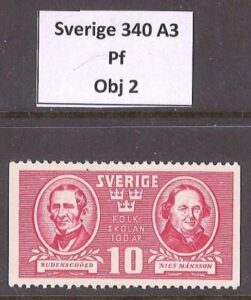 Sverige 340 A3
Pf
Obj 2
SVERIGE
FOLK-
SKOLAN
100 ÅR
RUDENSCHÖLD
NILS MÅNSSON
10